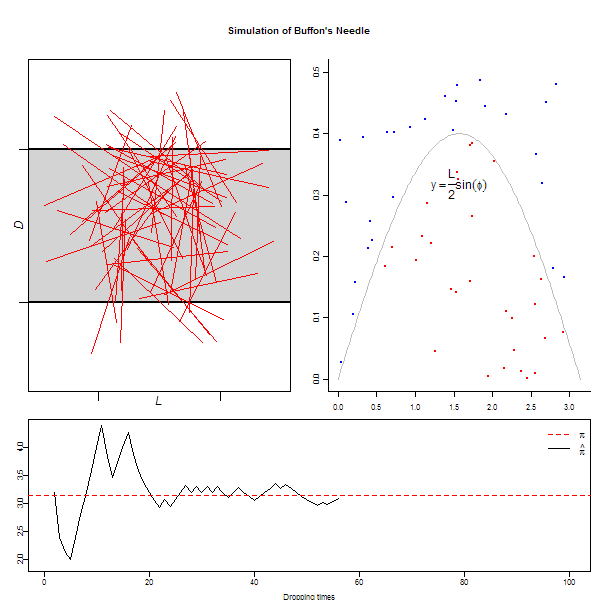 Simulation of Buffon's Needle
D
L
0.5
0.4
0.3
0.2
0.1
0.0
y = L/2 sin(ϕ)
0.0 0.5 1.0 1.5 2.0 2.5 3.0
4.0
3.5
3.0
2.5
2.0
π
π̂
0 20 40 60 80 100
Dropping times